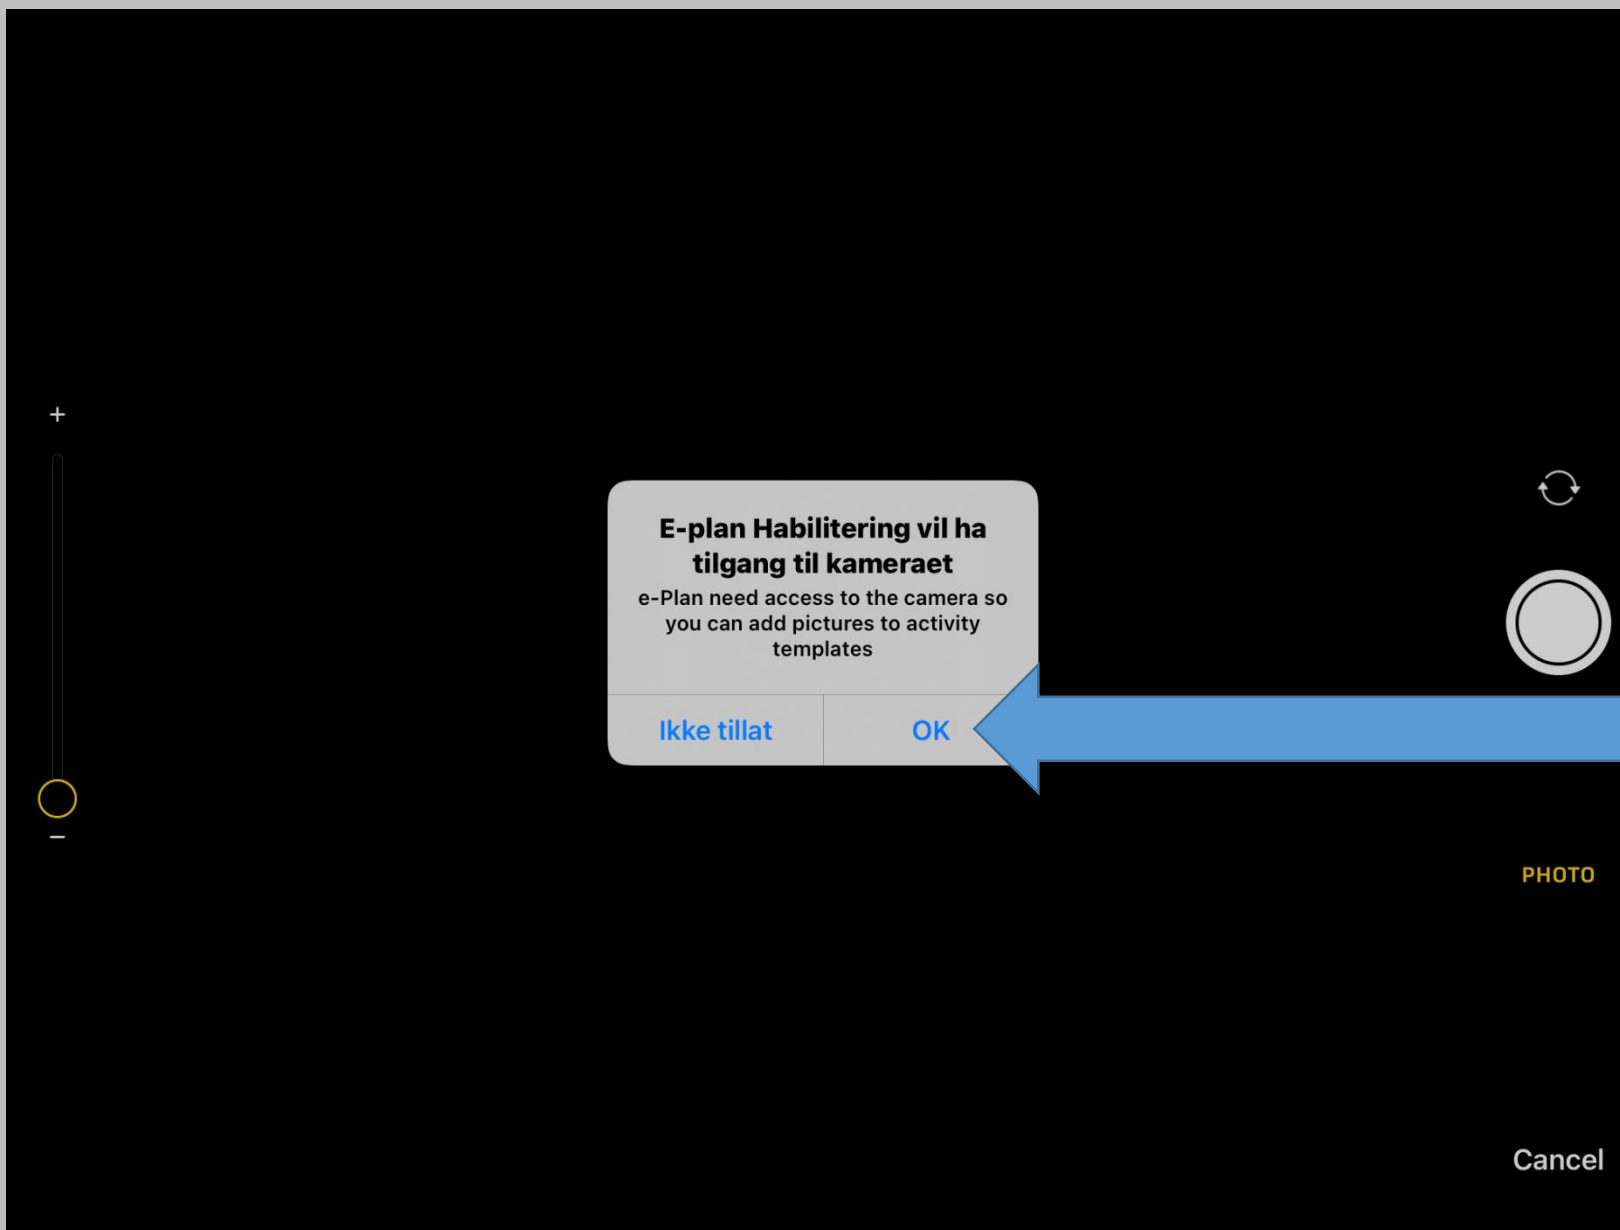 +
E-plan Habilitering vil ha
tilgang til kameraet
e-Plan need access to the camera so
you can add pictures to activity
templates
Ikke tillat
OK
−
PHOTO
Cancel